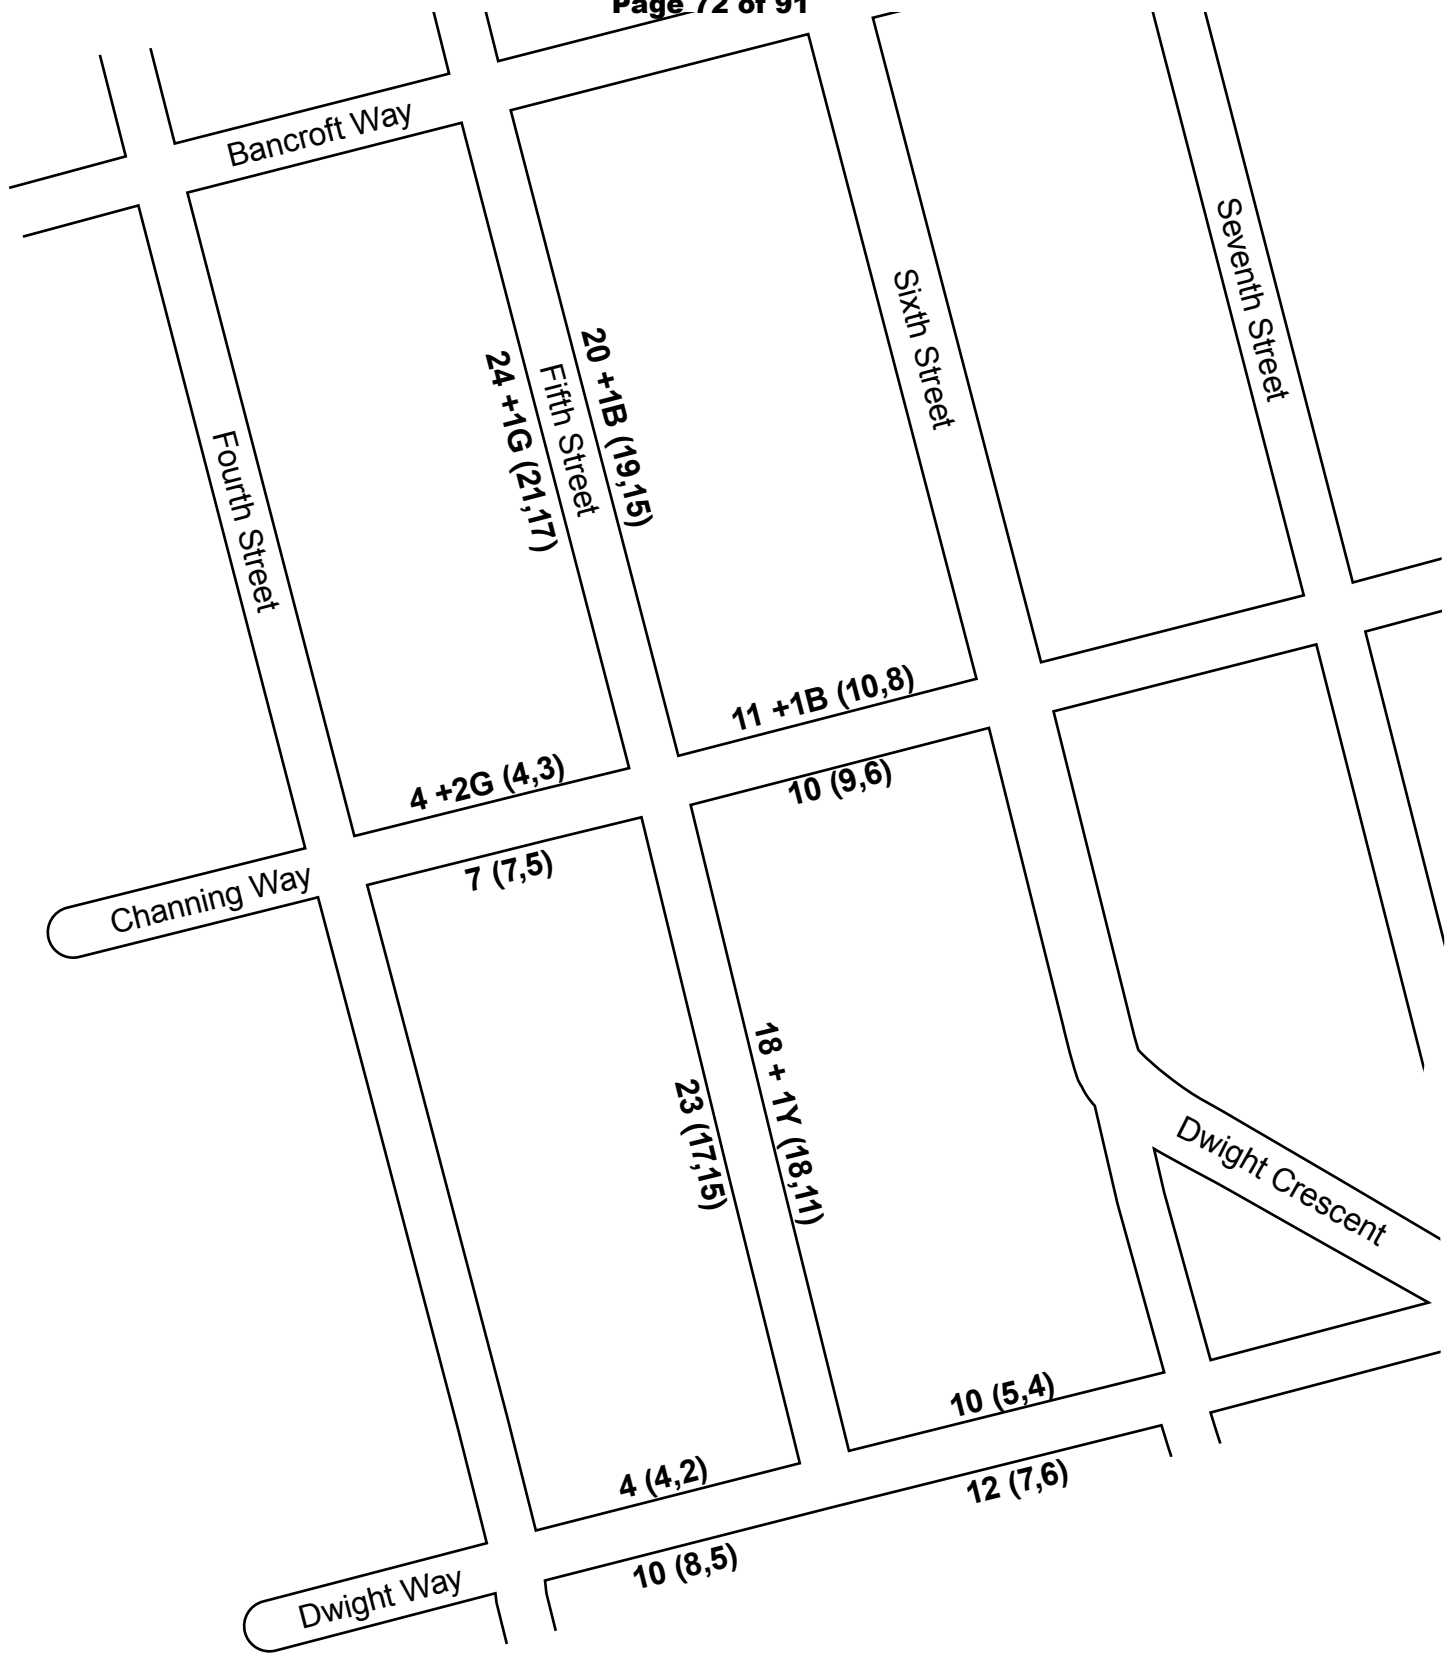 Page 72 of 91
Bancroft Way
Seventh Street
Sixth Street
20 +1B (19,15)
Fifth Street
24 +1G (21,17)
Fourth Street
11 +1B (10,8)
4 +2G (4,3)
10 (9,6)
7 (7,5)
Channing Way
18 + 1Y (18,11)
23 (17,15)
Dwight Crescent
10 (5,4)
4 (4,2)
12 (7,6)
10 (8,5)
Dwight Way